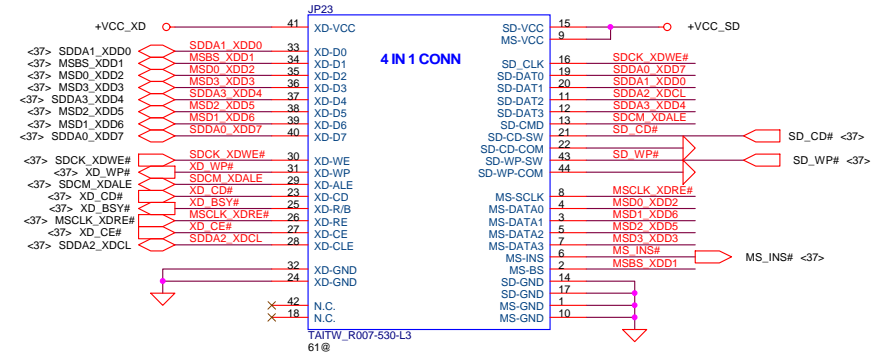 JP23
+VCC_XD 41 XD-VCC SD-VCC 15 +VCC_SD
MS-VCC 9
4 IN 1 CONN
<37> SDDA1_XDD0 SDDA1_XDD0 33 XD-D0
<37> MSBS_XDD1 MSBS_XDD1 34 XD-D1
<37> MSD0_XDD2 MSD0_XDD2 35 XD-D2
<37> MSD3_XDD3 MSD3_XDD3 36 XD-D3
<37> SDDA3_XDD4 SDDA3_XDD4 37 XD-D4
<37> MSD2_XDD5 MSD2_XDD5 38 XD-D5
<37> MSD1_XDD6 MSD1_XDD6 39 XD-D6
<37> SDDA0_XDD7 SDDA0_XDD7 40 XD-D7
SD_CLK 16 SDCK_XDWE#
SD-DAT0 19 SDDA0_XDD7
SD-DAT1 20 SDDA1_XDD0
SD-DAT2 11 SDDA2_XDCL
SD-DAT3 12 SDDA3_XDD4
SD-CMD 13 SDCM_XDALE
SD-CD-SW 21 SD_CD# SD_CD# <37>
SD-CD-COM 22
SD-WP-SW 43 SD_WP# SD_WP# <37>
SD-WP-COM 44
<37> SDCK_XDWE# SDCK_XDWE# 30 XD-WE
<37> XD_WP# XD_WP# 31 XD-WP
<37> SDCM_XDALE SDCM_XDALE 29 XD-ALE
<37> XD_CD# XD_CD# 23 XD-CD
<37> XD_BSY# XD_BSY# 25 XD-R/B
<37> MSCLK_XDRE# MSCLK_XDRE# 26 XD-RE
<37> XD_CE# XD_CE# 27 XD-CE
<37> SDDA2_XDCL SDDA2_XDCL 28 XD-CLE
MS-SCLK 8 MSCLK_XDRE#
MS-DATA0 4 MSD0_XDD2
MS-DATA1 3 MSD1_XDD6
MS-DATA2 5 MSD2_XDD5
MS-DATA3 7 MSD3_XDD3
MS-INS 6 MS_INS# MS_INS# <37>
MS-BS 2 MSBS_XDD1
32 XD-GND
24 XD-GND
SD-GND 14
SD-GND 17
MS-GND 1
MS-GND 10
42 N.C.
18 N.C.
TAITW_R007-530-L3
61@